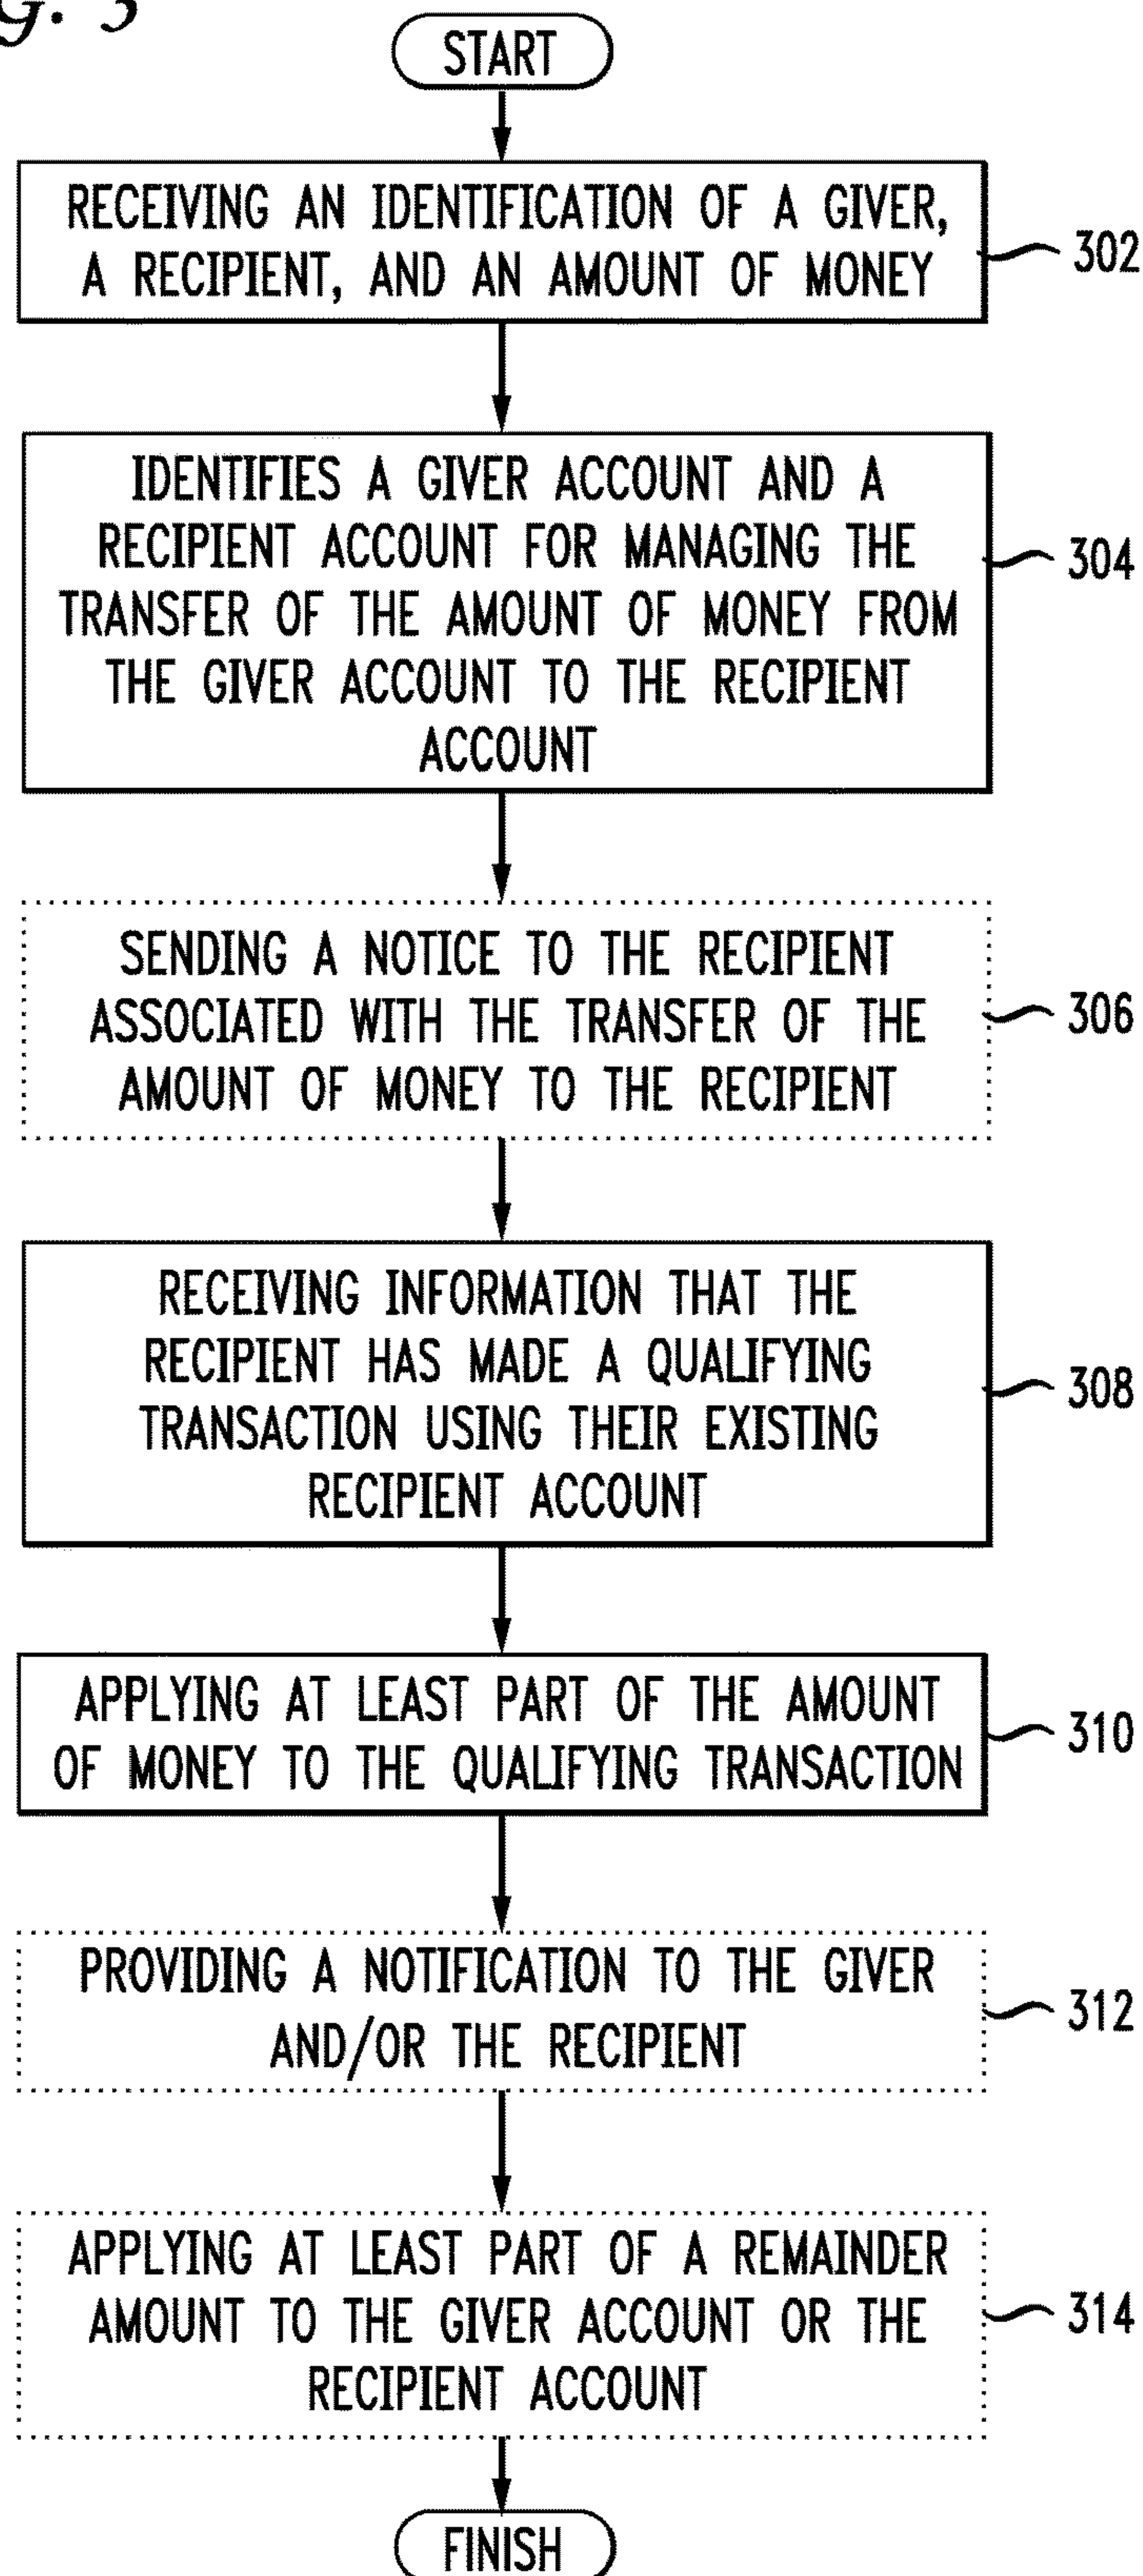 G. 3
START
RECEIVING AN IDENTIFICATION OF A GIVER,
A RECIPIENT, AND AN AMOUNT OF MONEY
302
IDENTIFIES A GIVER ACCOUNT AND A
RECIPIENT ACCOUNT FOR MANAGING THE
TRANSFER OF THE AMOUNT OF MONEY FROM
THE GIVER ACCOUNT TO THE RECIPIENT
ACCOUNT
304
SENDING A NOTICE TO THE RECIPIENT
ASSOCIATED WITH THE TRANSFER OF THE
AMOUNT OF MONEY TO THE RECIPIENT
306
RECEIVING INFORMATION THAT THE
RECIPIENT HAS MADE A QUALIFYING
TRANSACTION USING THEIR EXISTING
RECIPIENT ACCOUNT
308
APPLYING AT LEAST PART OF THE AMOUNT
OF MONEY TO THE QUALIFYING TRANSACTION
310
PROVIDING A NOTIFICATION TO THE GIVER
AND/OR THE RECIPIENT
312
APPLYING AT LEAST PART OF A REMAINDER
AMOUNT TO THE GIVER ACCOUNT OR THE
RECIPIENT ACCOUNT
314
FINISH